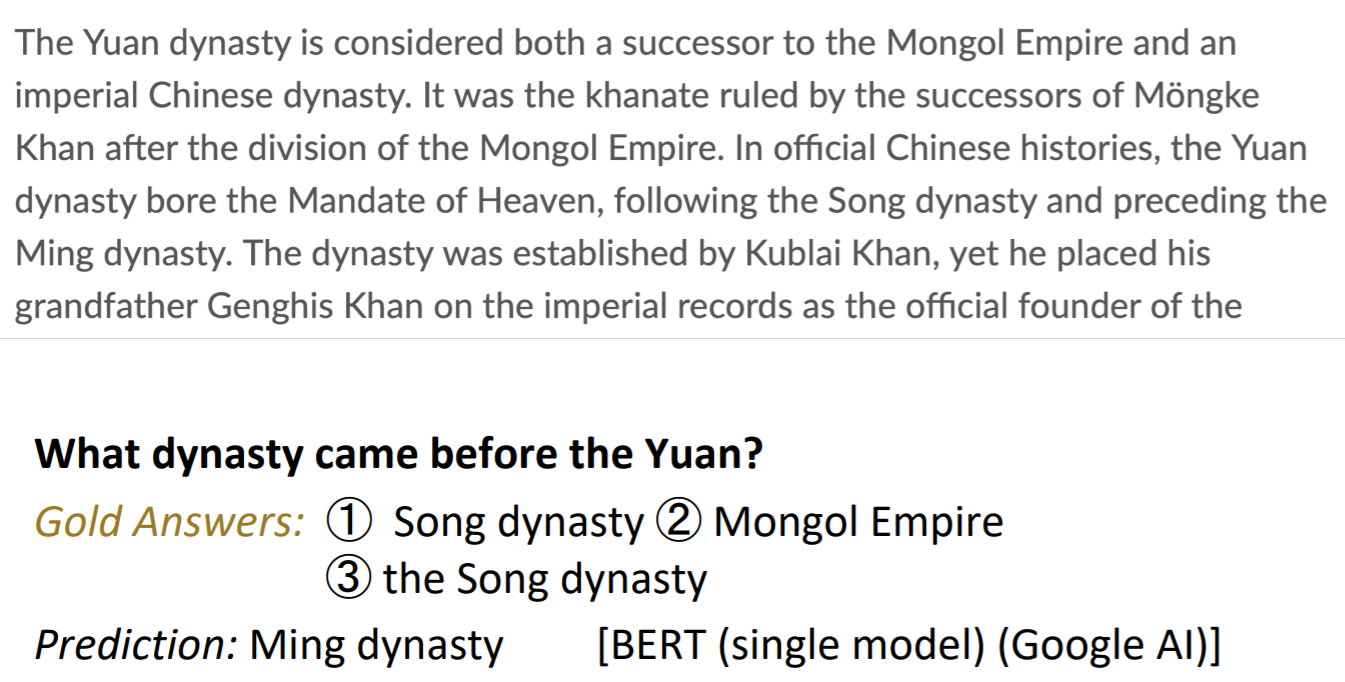 The Yuan dynasty is considered both a successor to the Mongol Empire and an
imperial Chinese dynasty. It was the khanate ruled by the successors of Möngke
Khan after the division of the Mongol Empire. In official Chinese histories, the Yuan
dynasty bore the Mandate of Heaven, following the Song dynasty and preceding the
Ming dynasty. The dynasty was established by Kublai Khan, yet he placed his
grandfather Genghis Khan on the imperial records as the official founder of the
What dynasty came before the Yuan?
Gold Answers: ① Song dynasty ② Mongol Empire
③ the Song dynasty
Prediction: Ming dynasty [BERT (single model) (Google AI)]